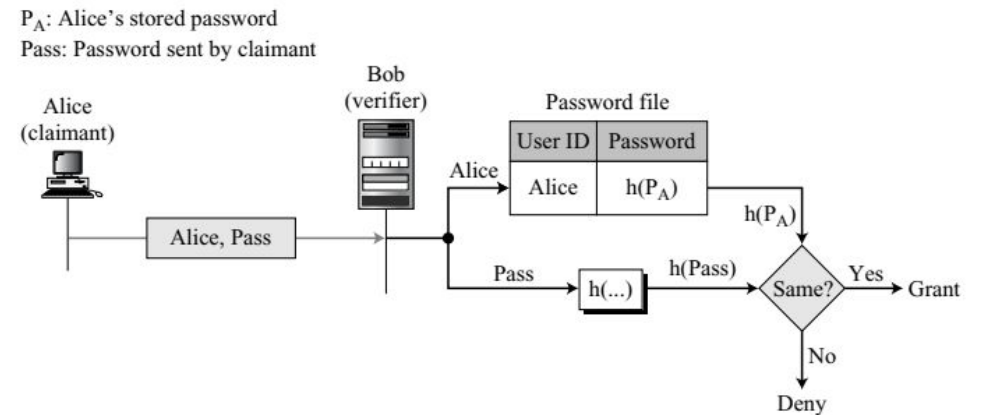 P_A: Alice’s stored password
Pass: Password sent by claimant
Alice
(claimant)
Bob
(verifier)
Password file
User ID Password
Alice h(P_A)
Alice
Alice, Pass
h(P_A)
Pass
h(...)
h(Pass)
Same?
Yes
Grant
No
Deny